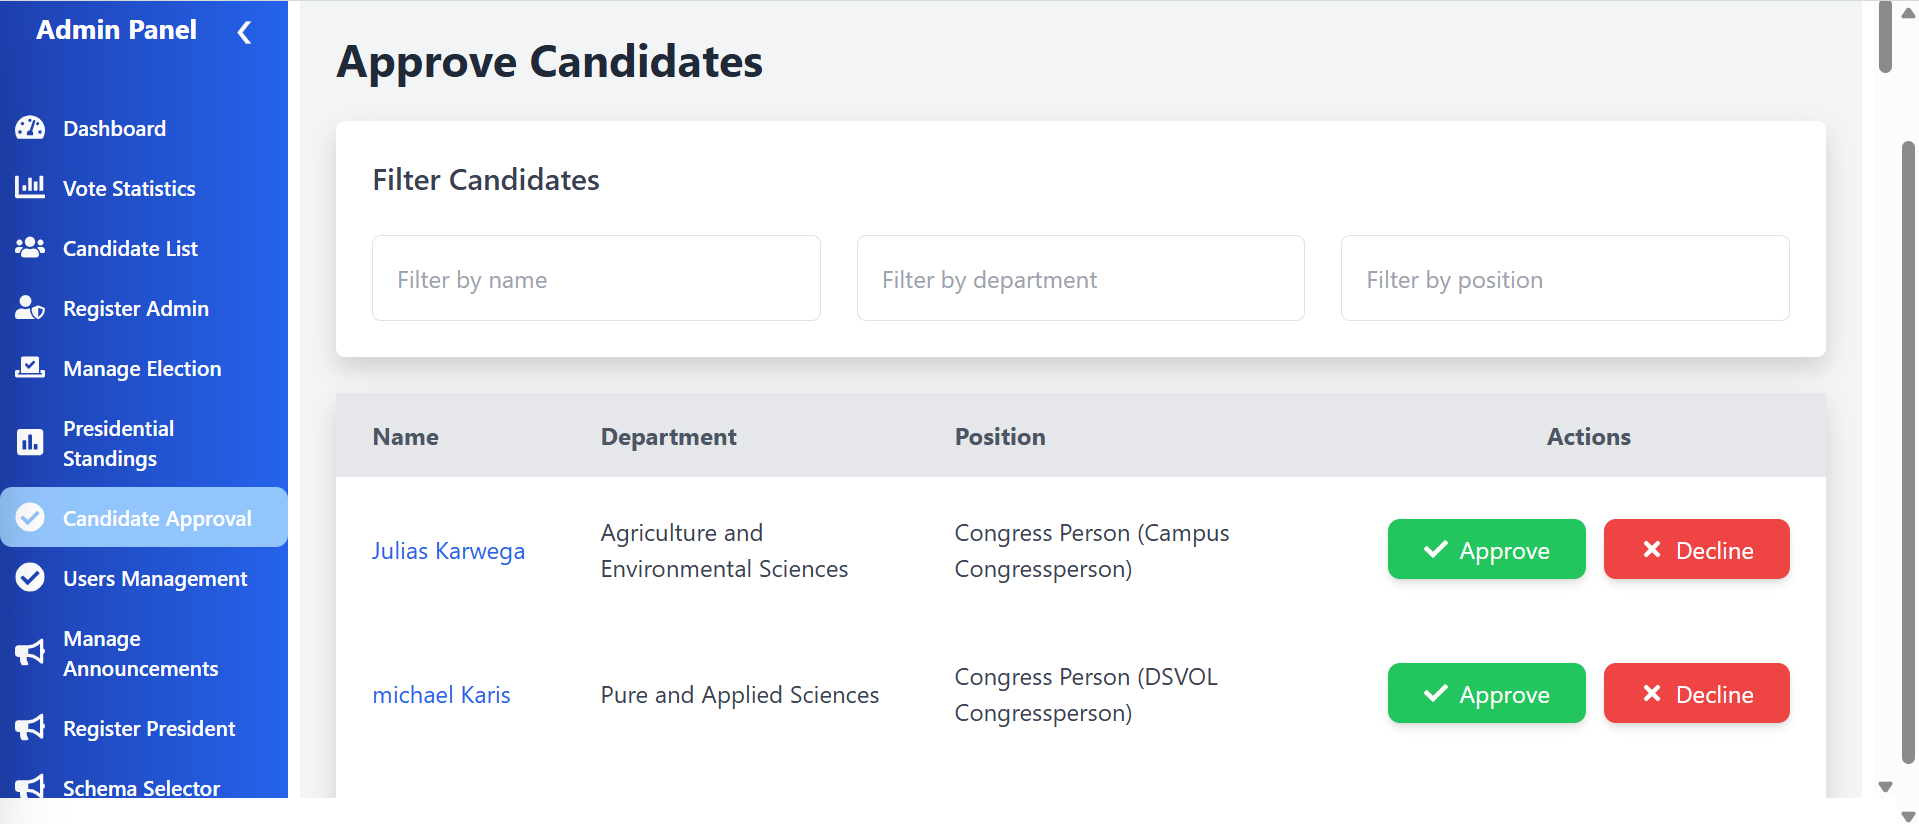 Admin Panel
Dashboard
Vote Statistics
Candidate List
Register Admin
Manage Election
Presidential
Standings
Candidate Approval
Users Management
Manage
Announcements
Register President
Schema Selector
Approve Candidates
Filter Candidates
Filter by name
Filter by department
Filter by position
Name Department Position Actions
Julias Karwega
Agriculture and
Environmental Sciences
Congress Person (Campus
Congressperson)
Approve
Decline
michael Karis
Pure and Applied Sciences
Congress Person (DSVOL
Congressperson)
Approve
Decline